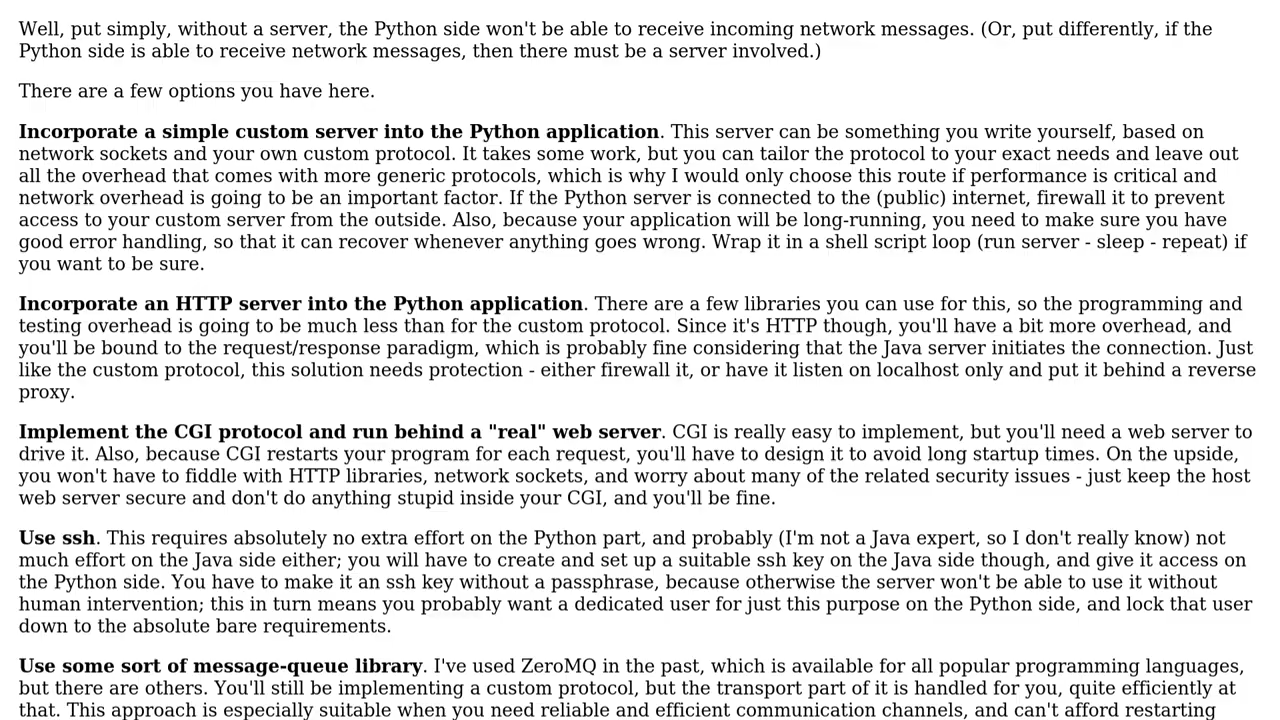 Well, put simply, without a server, the Python side won't be able to receive incoming network messages. (Or, put differently, if the
Python side is able to receive network messages, then there must be a server involved.)
There are a few options you have here.
Incorporate a simple custom server into the Python application. This server can be something you write yourself, based on
network sockets and your own custom protocol. It takes some work, but you can tailor the protocol to your exact needs and leave out
all the overhead that comes with more generic protocols, which is why I would only choose this route if performance is critical and
network overhead is going to be an important factor. If the Python server is connected to the (public) internet, firewall it to prevent
access to your custom server from the outside. Also, because your application will be long-running, you need to make sure you have
good error handling, so that it can recover whenever anything goes wrong. Wrap it in a shell script loop (run server - sleep - repeat) if
you want to be sure.
Incorporate an HTTP server into the Python application. There are a few libraries you can use for this, so the programming and
testing overhead is going to be much less than for the custom protocol. Since it's HTTP though, you'll have a bit more overhead, and
you'll be bound to the request/response paradigm, which is probably fine considering that the Java server initiates the connection. Just
like the custom protocol, this solution needs protection - either firewall it, or have it listen on localhost only and put it behind a reverse
proxy.
Implement the CGI protocol and run behind a "real" web server. CGI is really easy to implement, but you'll need a web server to
drive it. Also, because CGI restarts your program for each request, you'll have to design it to avoid long startup times. On the upside,
you won't have to fiddle with HTTP libraries, network sockets, and worry about many of the related security issues - just keep the host
web server secure and don't do anything stupid inside your CGI, and you'll be fine.
Use ssh. This requires absolutely no extra effort on the Python part, and probably (I'm not a Java expert, so I don't really know) not
much effort on the Java side either; you will have to create and set up a suitable ssh key on the Java side though, and give it access on
the Python side. You have to make it an ssh key without a passphrase, because otherwise the server won't be able to use it without
human intervention; this in turn means you probably want a dedicated user for just this purpose on the Python side, and lock that user
down to the absolute bare requirements.
Use some sort of message-queue library. I've used ZeroMQ in the past, which is available for all popular programming languages,
but there are others. You'll still be implementing a custom protocol, but the transport part of it is handled for you, quite efficiently at
that. This approach is especially suitable when you need reliable and efficient communication channels, and can't afford restarting